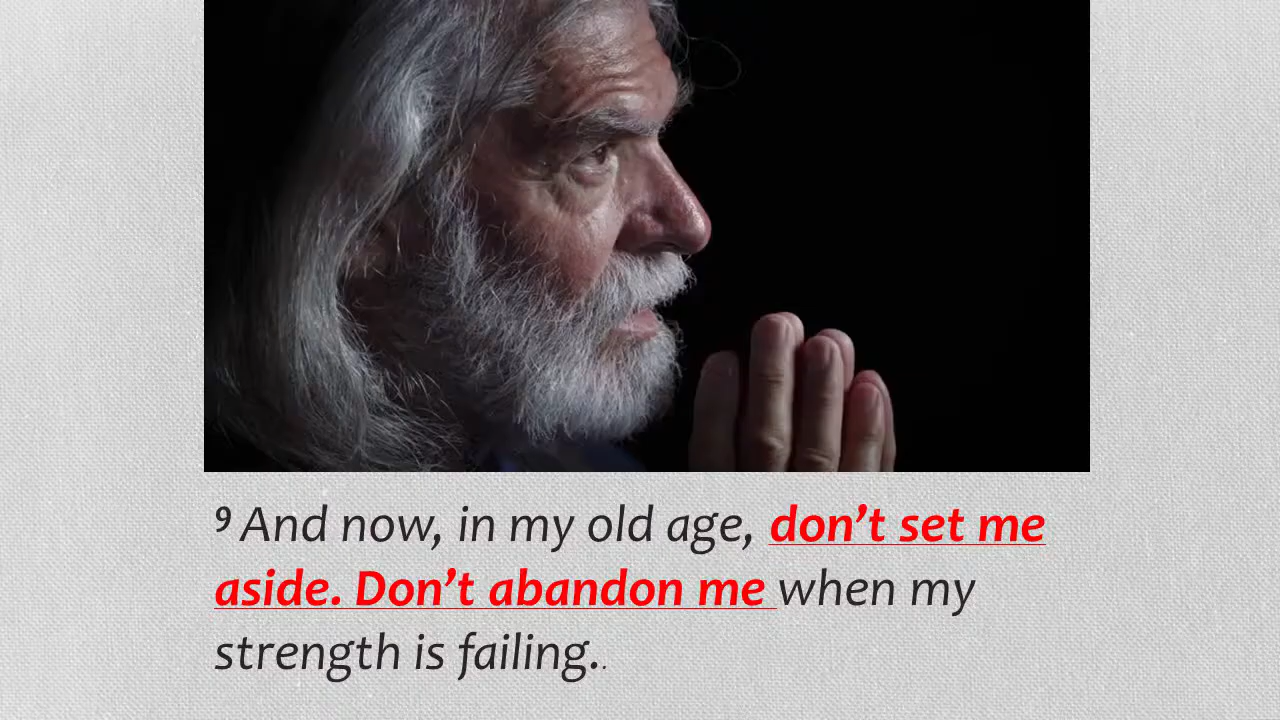 9 And now, in my old age, don’t set me
aside. Don’t abandon me when my
strength is failing..